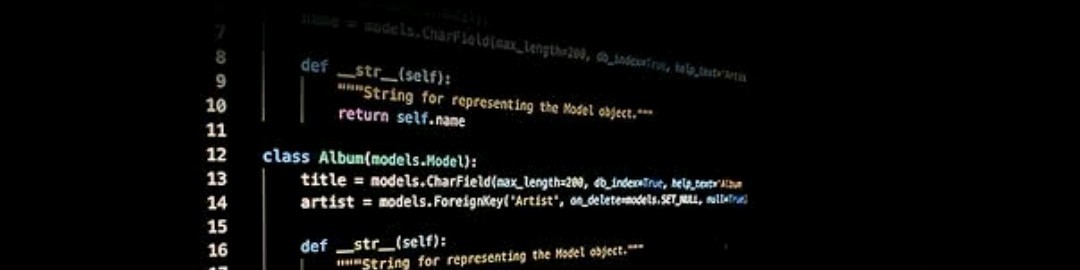 7 name = models.CharField(max_length=200, db_index=True, help_text="Artis
8 def __str__(self):
9 """String for representing the Model object."""
10 return self.name
11
12 class Album(models.Model):
13 title = models.CharField(max_length=200, db_index=True, help_text="Album
14 artist = models.ForeignKey("Artist", on_delete=models.SET_NULL, null=True)
15
16 def __str__(self):
"""String for representing the Model object."""